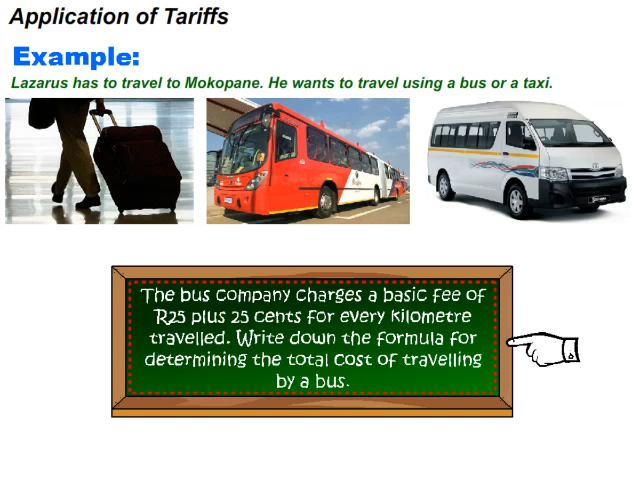 Application of Tariffs
Example:
Lazarus has to travel to Mokopane. He wants to travel using a bus or a taxi.
The bus company charges a basic fee of
R25 plus 25 cents for every kilometre
travelled. Write down the formula for
determining the total cost of travelling
by a bus.